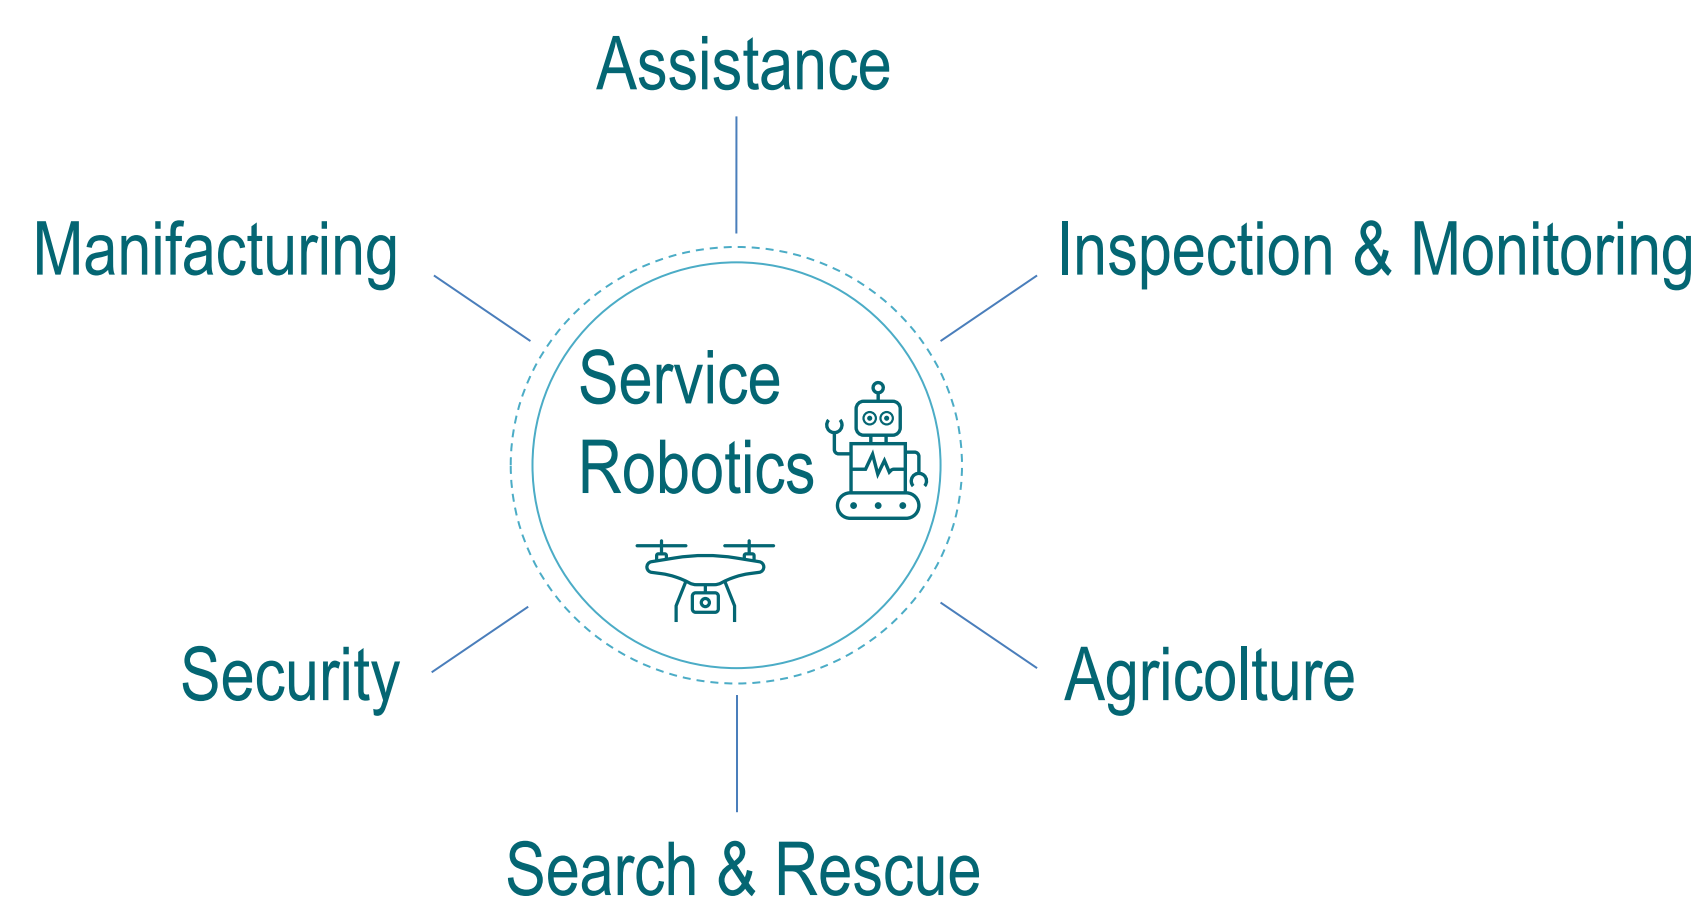 Assistance
Manifacturing
Inspection & Monitoring
Service
Robotics
Security
Agricolture
Search & Rescue